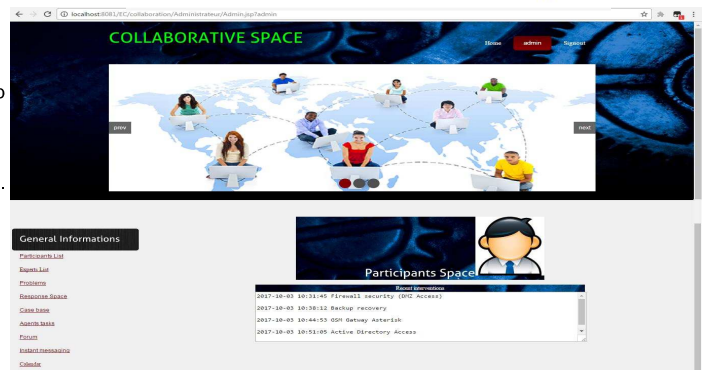 localhost:8081/EC/collaboration/Administrateur/Admin.jsp?admin
COLLABORATIVE SPACE
Home admin Signout
prev next
General Informations
Participants List
Experts List
Problems
Response Space
Case base
Agents tasks
Forum
Instant messaging
Calendar
Participants Space
Recent interventions
2017-10-03 10:31:45 Firewall security (DMZ Access)
2017-10-03 10:38:12 Backup recovery
2017-10-03 10:44:53 GSM Getway Asterisk
2017-10-03 10:51:05 Active Directory Access